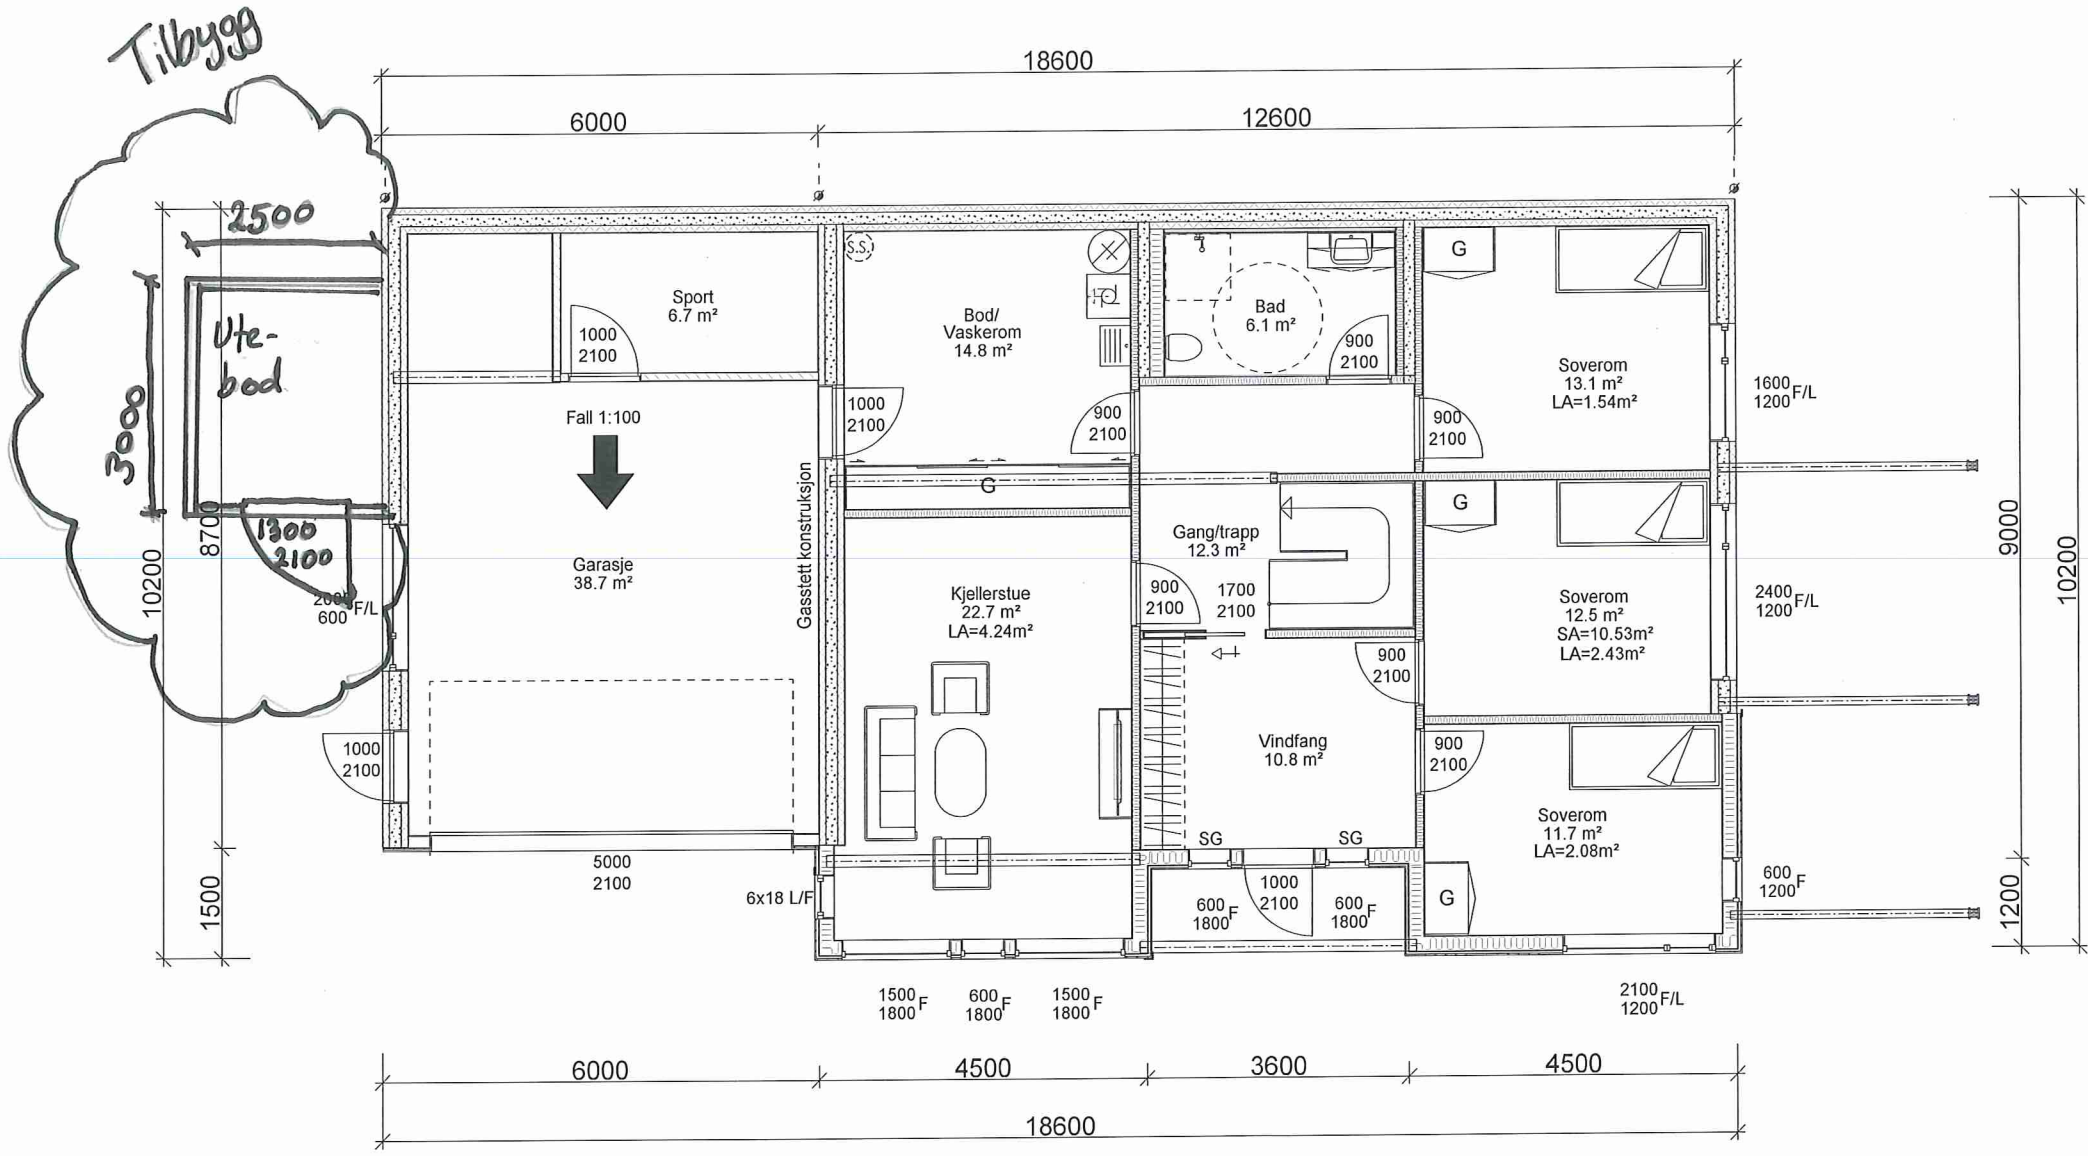 Tilbygg
18600
6000
12600
2500
3000
Ute-
bod
1300
2100
10200
8700
1500
2000
600 F/L
Sport
6.7 m²
1000
2100
Fall 1:100
Garasje
38.7 m²
Gasstett konstruksjon
1000
2100
5000
2100
S.S.
Bod/
Vaskerom
14.8 m²
1000
2100
900
2100
G
Kjellerstue
22.7 m²
LA=4.24m²
6x18 L/F
Bad
6.1 m²
900
2100
Gang/trapp
12.3 m²
900
2100
1700
2100
Vindfang
10.8 m²
900
2100
SG
SG
1000
2100
600
1800 F
600
1800 F
G
Soverom
13.1 m²
LA=1.54m²
900
2100
1600
1200 F/L
G
Soverom
12.5 m²
SA=10.53m²
LA=2.43m²
2400
1200 F/L
900
2100
Soverom
11.7 m²
LA=2.08m²
G
600
1200 F
9000
10200
1200
1500
1800 F
600
1800 F
1500
1800 F
2100
1200 F/L
6000
4500
3600
4500
18600